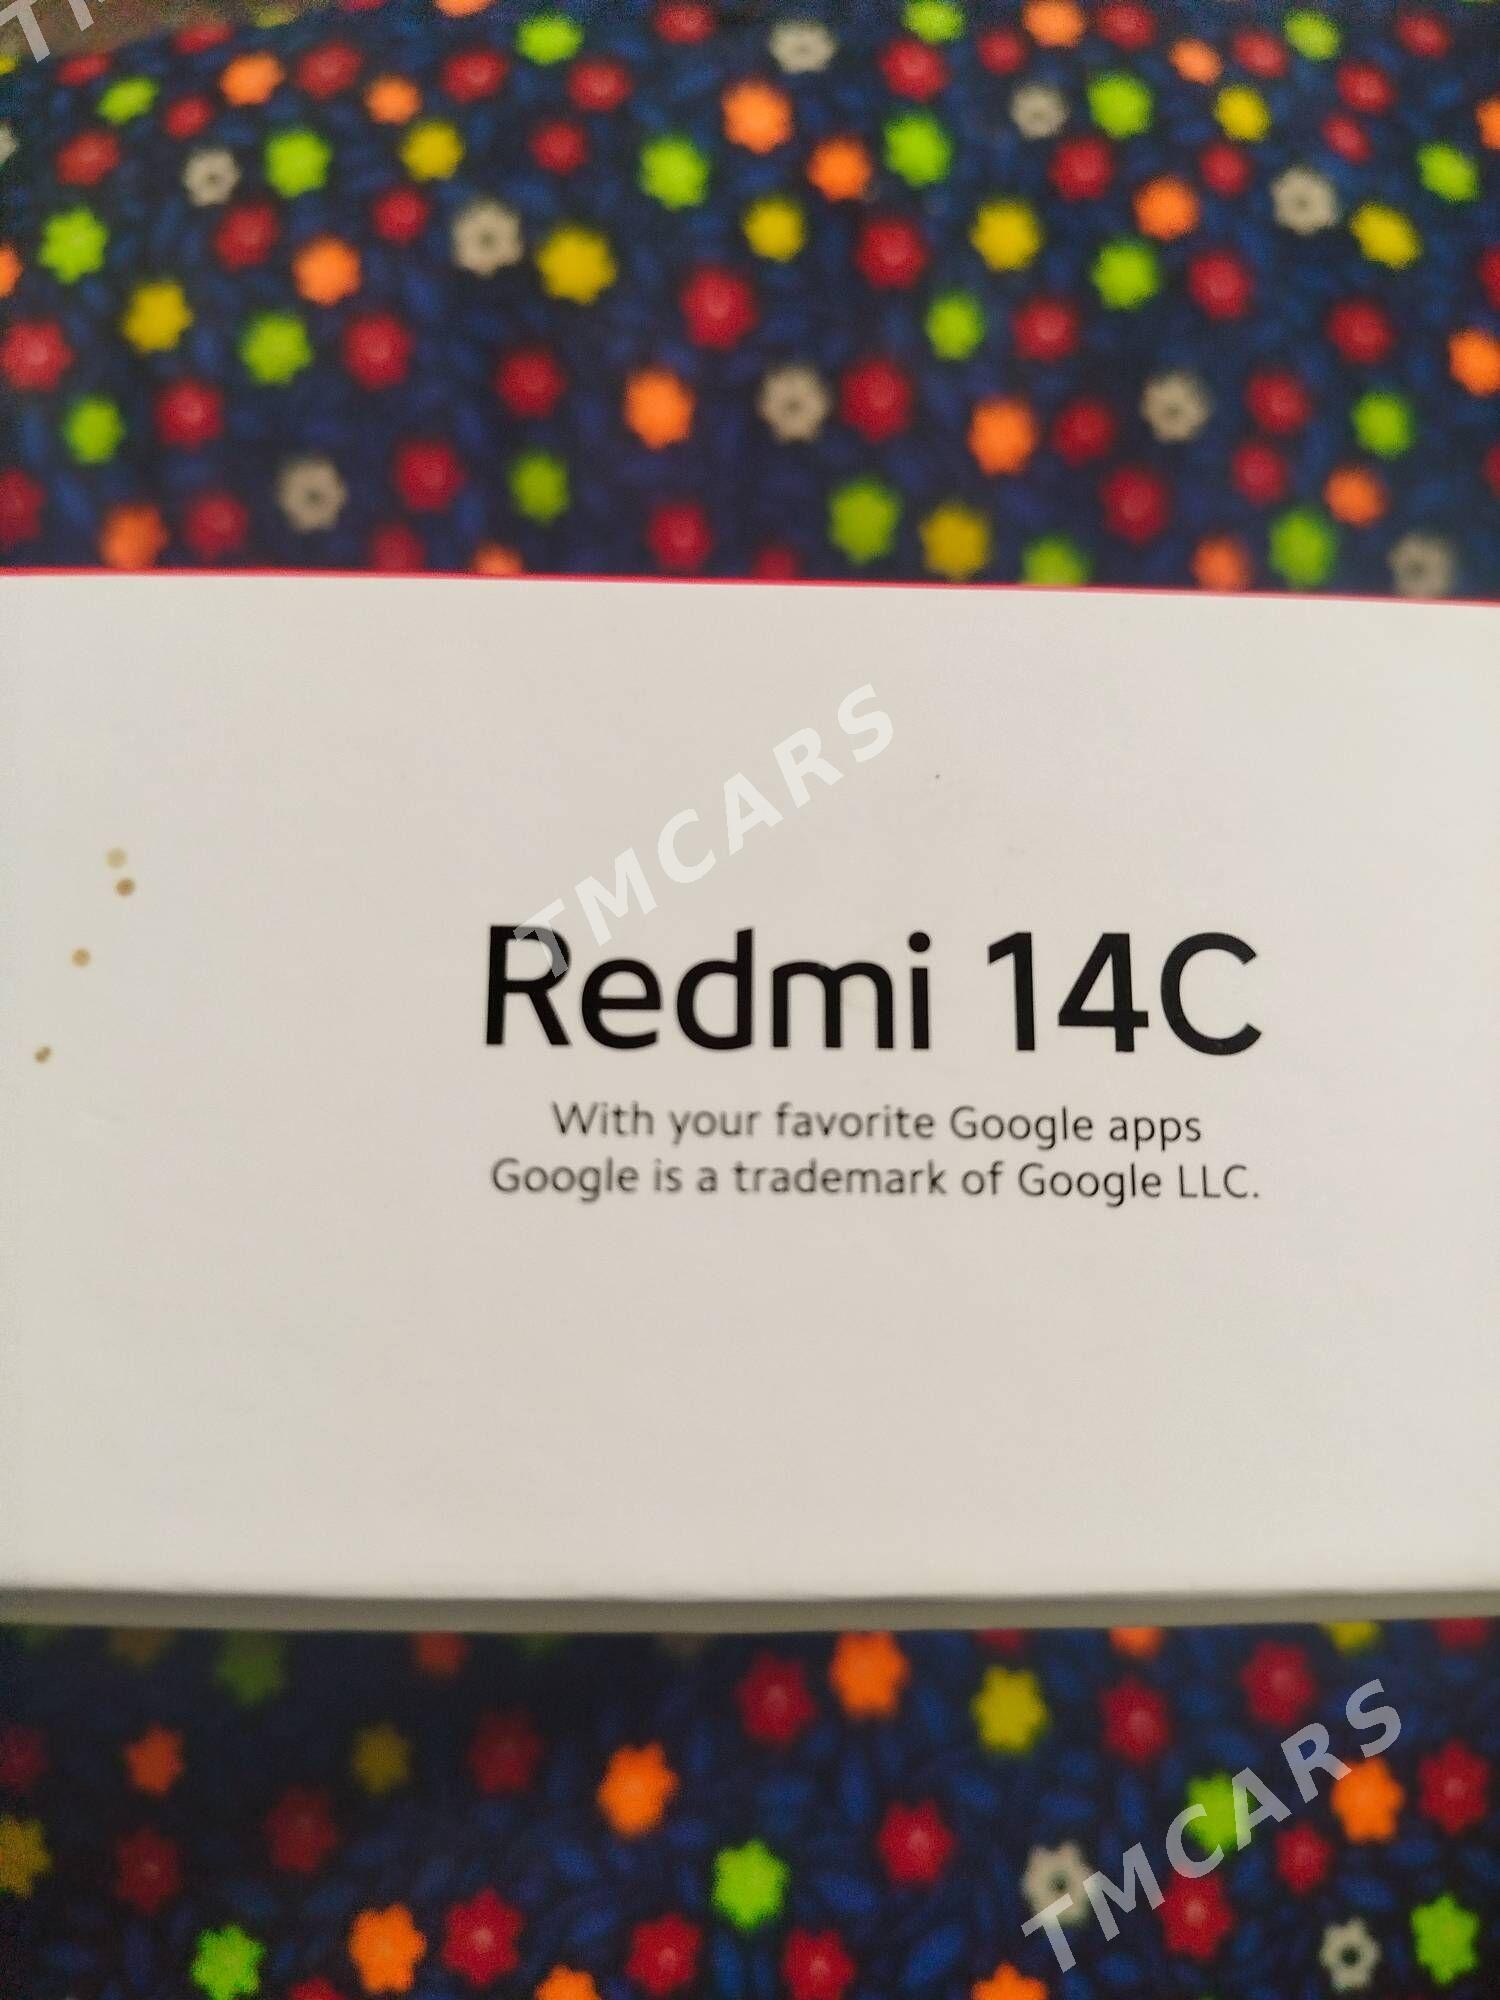 TMCARS
Redmi 14C
With your favorite Google apps
Google is a trademark of Google LLC.
TMCARS